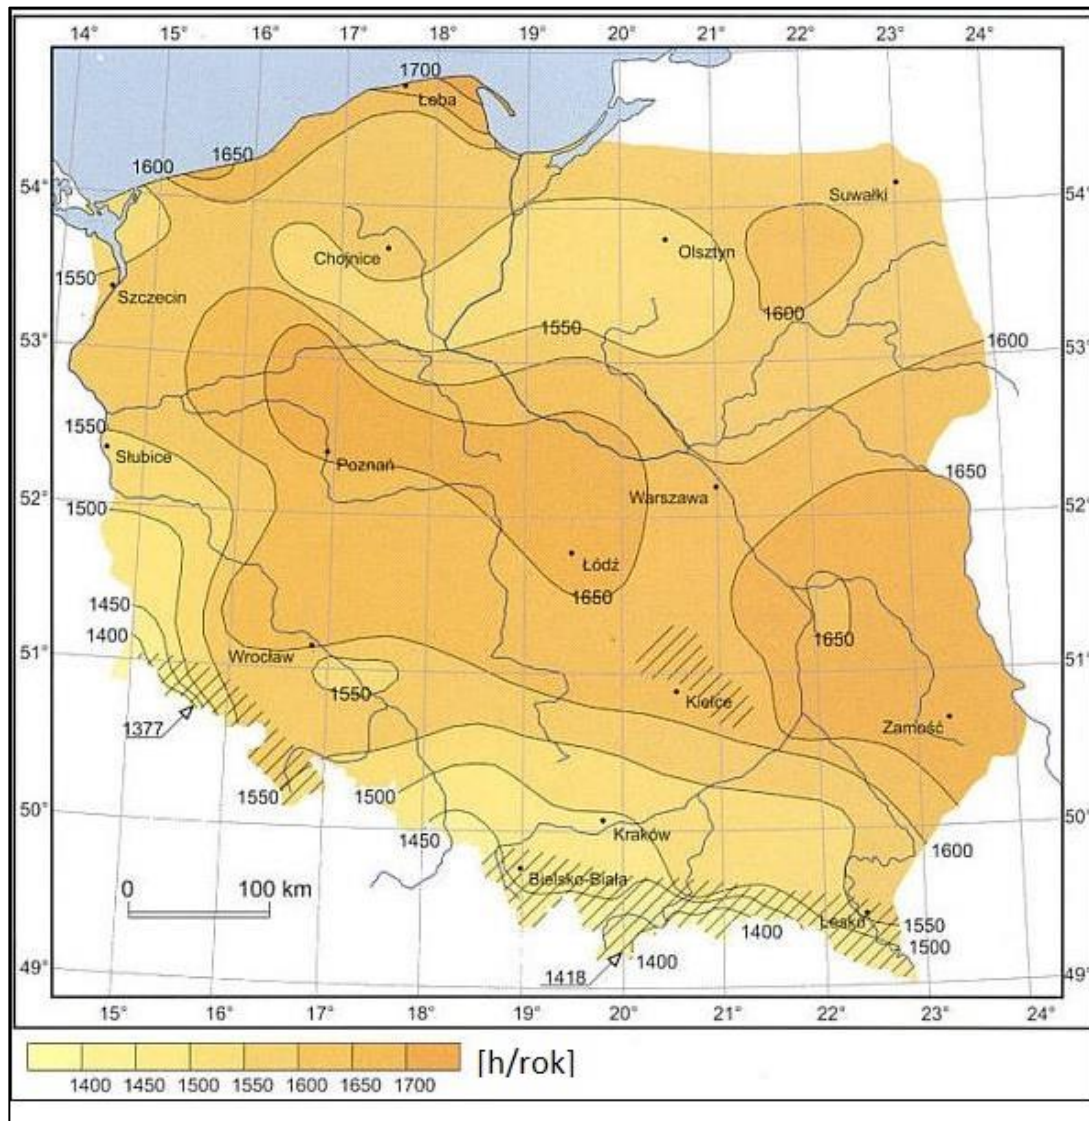 14° 15° 16° 17° 18° 19° 20° 21° 22° 23° 24°
1700
Łeba
1650
1600
54°
54°
Suwałki
Chojnice
Olsztyn
1550
Szczecin
1600
1550
53°
1600
53°
1550
Słubice
Poznań
1650
Warszawa
52°
1500
52°
Łódź
1650
1450
1650
1400
Wrocław
51°
51°
1550
Kielce
Zamość
1377
1550
1500
50°
50°
1450
Kraków
1600
0 100 km
Bielsko-Biała
Lesko
1550
1400
1500
49°
1418
1400
49°
15° 16° 17° 18° 19° 20° 21° 22° 23° 24°
[h/rok]
1400 1450 1500 1550 1600 1650 1700